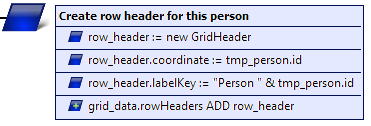 Create row header for this person
row_header := new GridHeader
row_header.coordinate := tmp_person.id
row_header.labelKey := "Person " & tmp_person.id
grid_data.rowHeaders ADD row_header